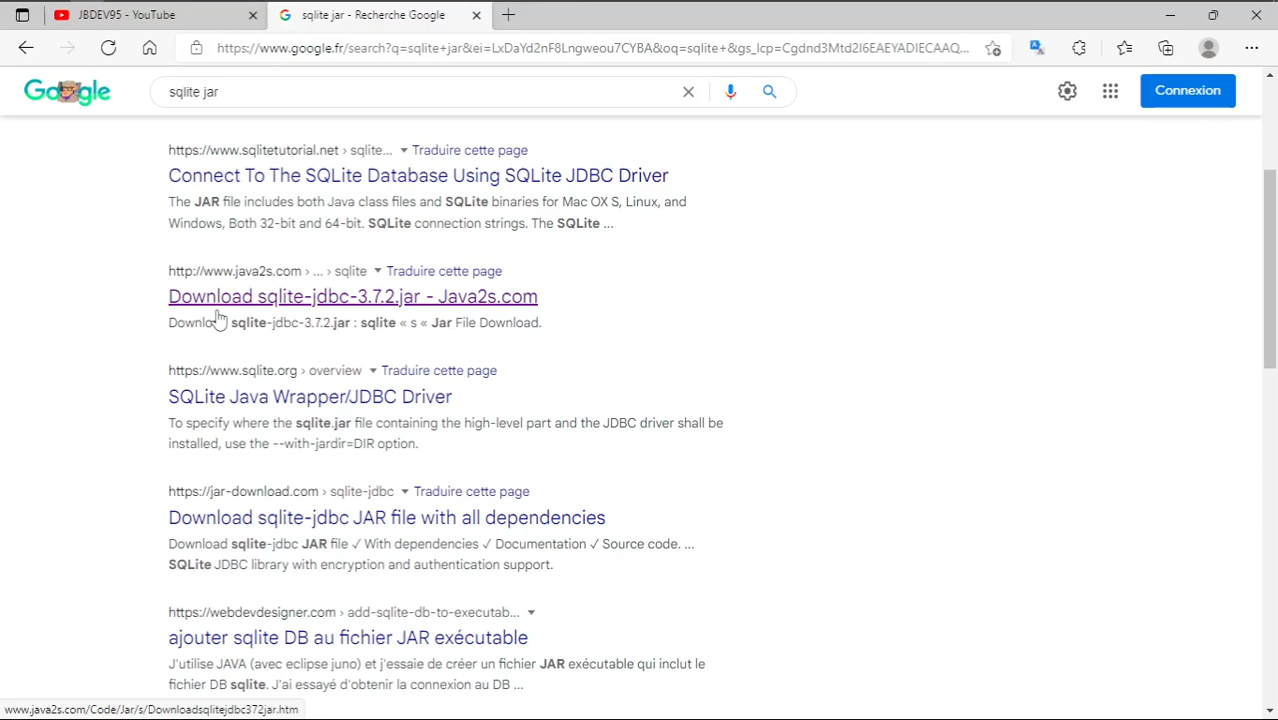 JBDEV95 - YouTube
sqlite jar - Recherche Google
https://www.google.fr/search?q=sqlite+jar&ei=LxDaYd2nF8Lngweou7CYBA&oq=sqlite+&gs_lcp=Cgdnd3Mtd2l6EAEYADIECAAQ...
Google
sqlite jar
Connexion
https://www.sqlitetutorial.net › sqlite... Traduire cette page
Connect To The SQLite Database Using SQLite JDBC Driver
The JAR file includes both Java class files and SQLite binaries for Mac OX S, Linux, and
Windows, Both 32-bit and 64-bit. SQLite connection strings. The SQLite ...
http://www.java2s.com › ... › sqlite Traduire cette page
Download sqlite-jdbc-3.7.2.jar - Java2s.com
Download sqlite-jdbc-3.7.2.jar : sqlite « s « Jar File Download.
https://www.sqlite.org › overview Traduire cette page
SQLite Java Wrapper/JDBC Driver
To specify where the sqlite.jar file containing the high-level part and the JDBC driver shall be
installed, use the --with-jardir=DIR option.
https://jar-download.com › sqlite-jdbc Traduire cette page
Download sqlite-jdbc JAR file with all dependencies
Download sqlite-jdbc JAR file ✓ With dependencies ✓ Documentation ✓ Source code. ...
SQLite JDBC library with encryption and authentication support.
https://webdevdesigner.com › add-sqlite-db-to-executab...
ajouter sqlite DB au fichier JAR exécutable
J'utilise JAVA (avec eclipse juno) et j'essaie de créer un fichier JAR exécutable qui inclut le
fichier DB sqlite. J'ai essayé d'obtenir la connexion au DB ...
www.java2s.com/Code/Jar/s/Downloadsqlitejdbc372jar.htm